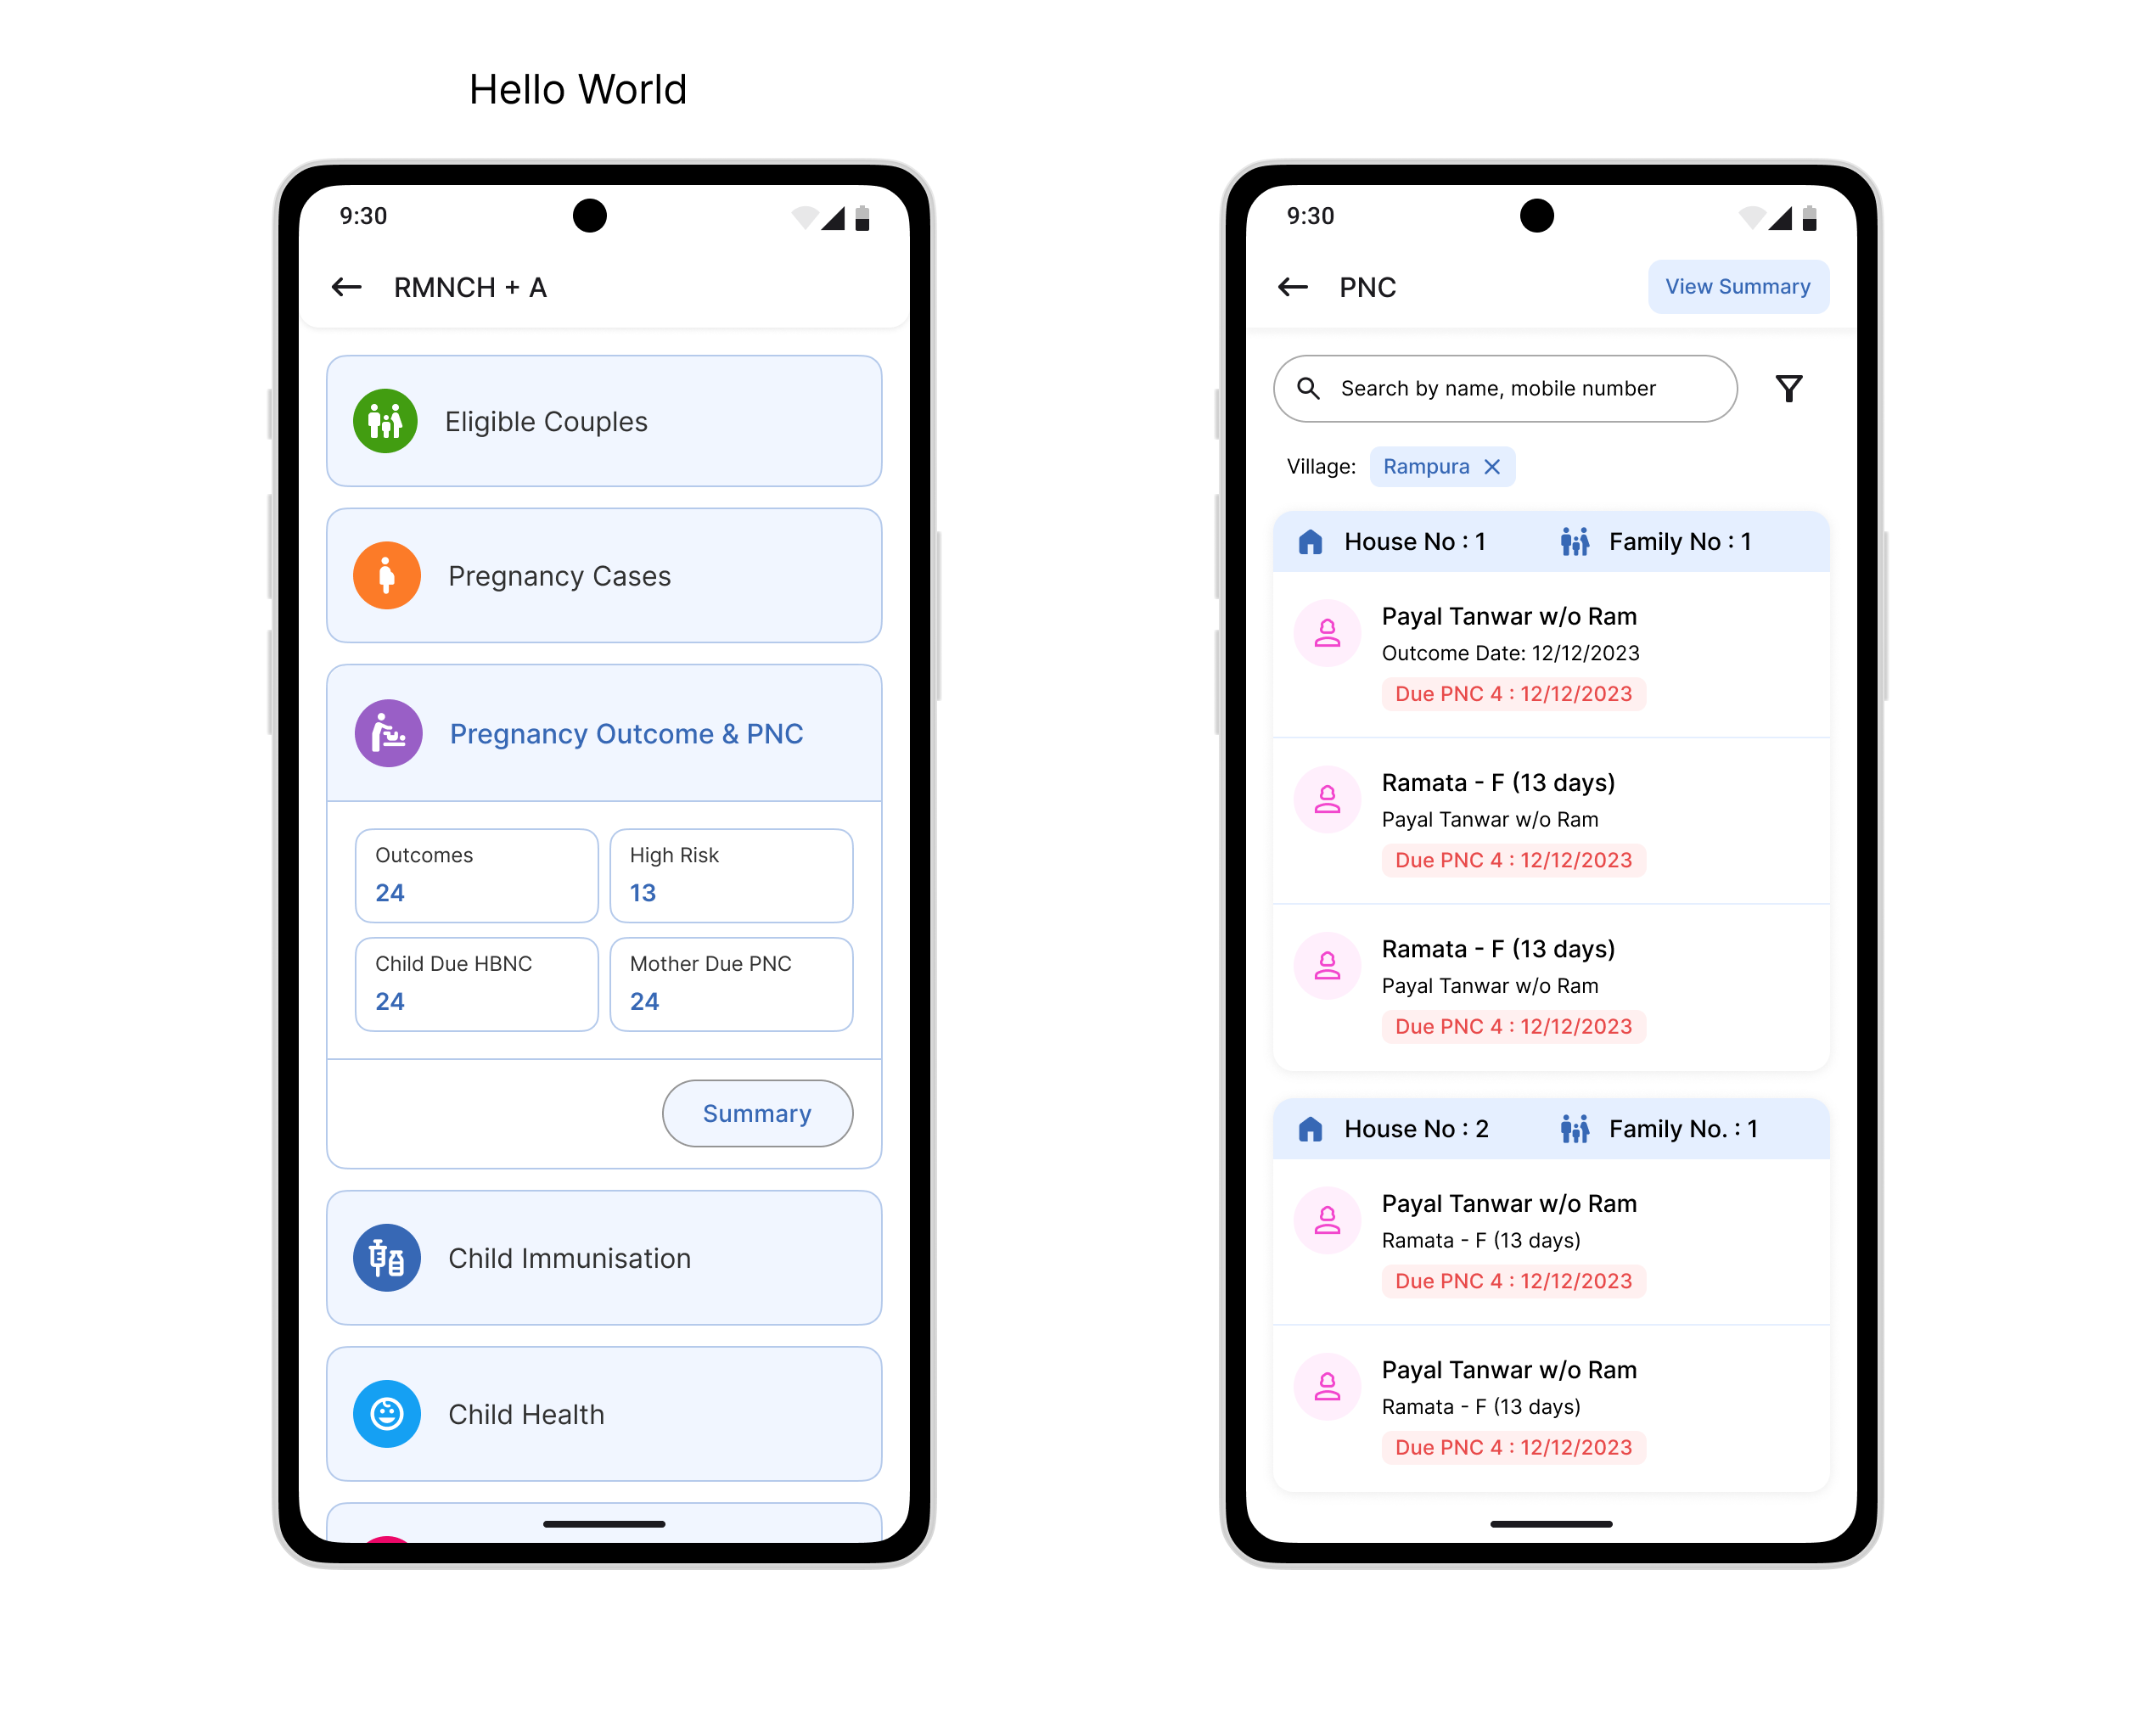 Hello World
9:30
RMNCH + A
Eligible Couples
Pregnancy Cases
Pregnancy Outcome & PNC
Outcomes
24
High Risk
13
Child Due HBNC
24
Mother Due PNC
24
Summary
Child Immunisation
Child Health
9:30
PNC
View Summary
Search by name, mobile number
Village:
Rampura
House No : 1
Family No : 1
Payal Tanwar w/o Ram
Outcome Date: 12/12/2023
Due PNC 4 : 12/12/2023
Ramata - F (13 days)
Payal Tanwar w/o Ram
Due PNC 4 : 12/12/2023
Ramata - F (13 days)
Payal Tanwar w/o Ram
Due PNC 4 : 12/12/2023
House No : 2
Family No. : 1
Payal Tanwar w/o Ram
Ramata - F (13 days)
Due PNC 4 : 12/12/2023
Payal Tanwar w/o Ram
Ramata - F (13 days)
Due PNC 4 : 12/12/2023